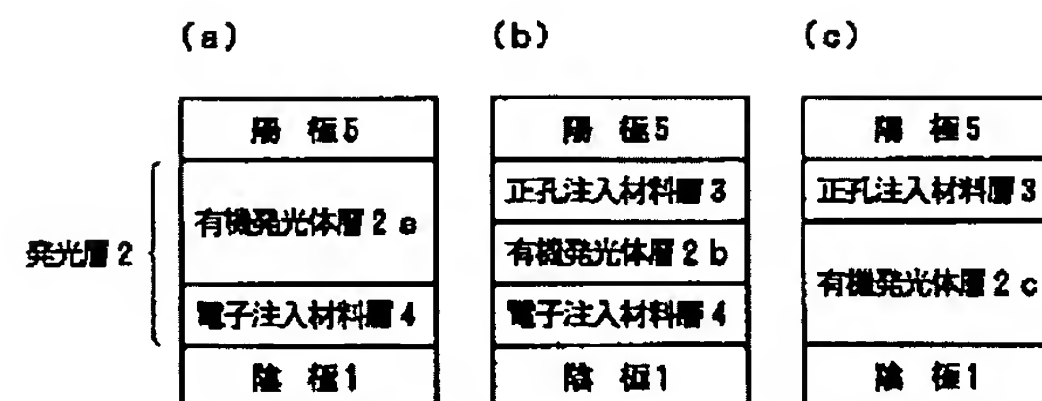 (a) (b) (c)
陽 極 5 陽 極 5 陽 極 5
有機発光体層 2 a 正孔注入材料層 3 正孔注入材料層 3
発光層 2 有機発光体層 2 b 有機発光体層 2 c
電子注入材料層 4 電子注入材料層 4
陰 極 1 陰 極 1 陰 極 1